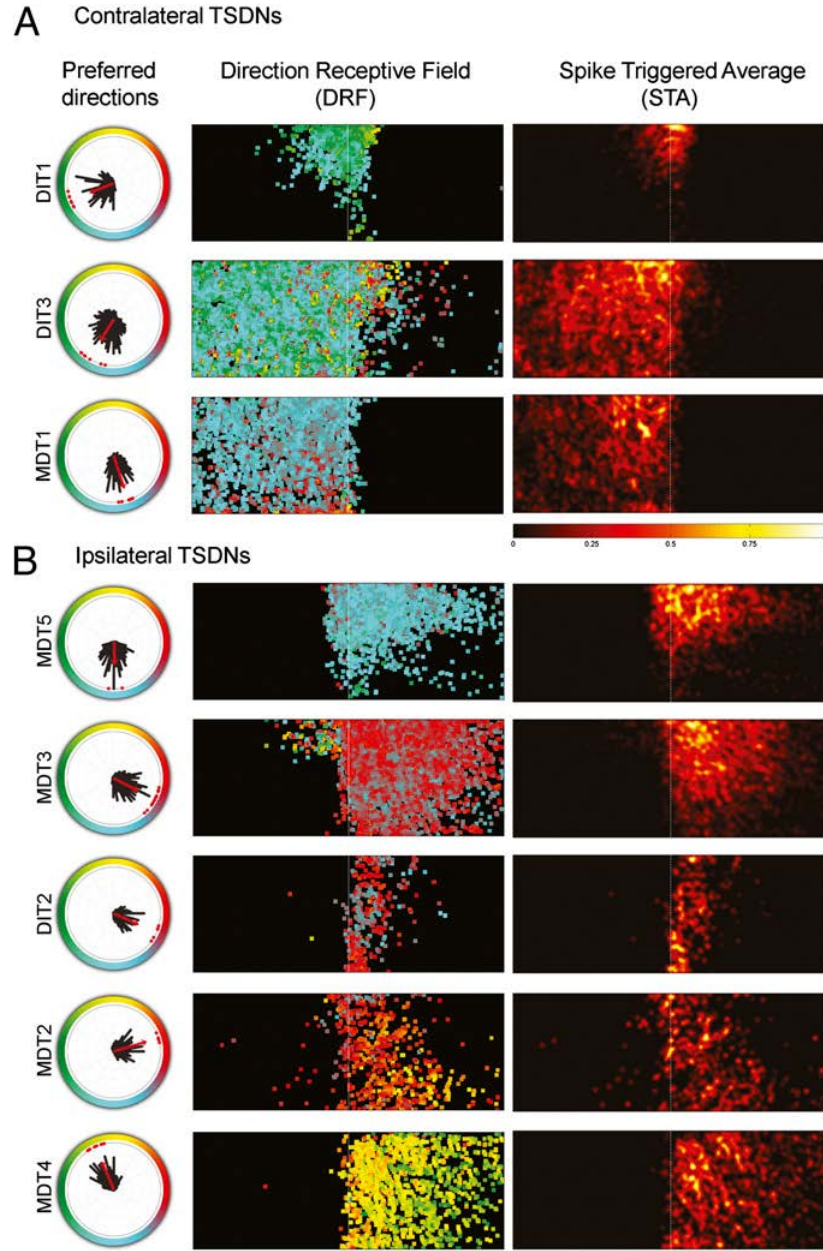 A Contralateral TSDNs
Preferred directions
Direction Receptive Field (DRF)
Spike Triggered Average (STA)
DIT1
DIT3
MDT1
0 0.25 0.5 0.75
B Ipsilateral TSDNs
MDT5
MDT3
DIT2
MDT2
MDT4